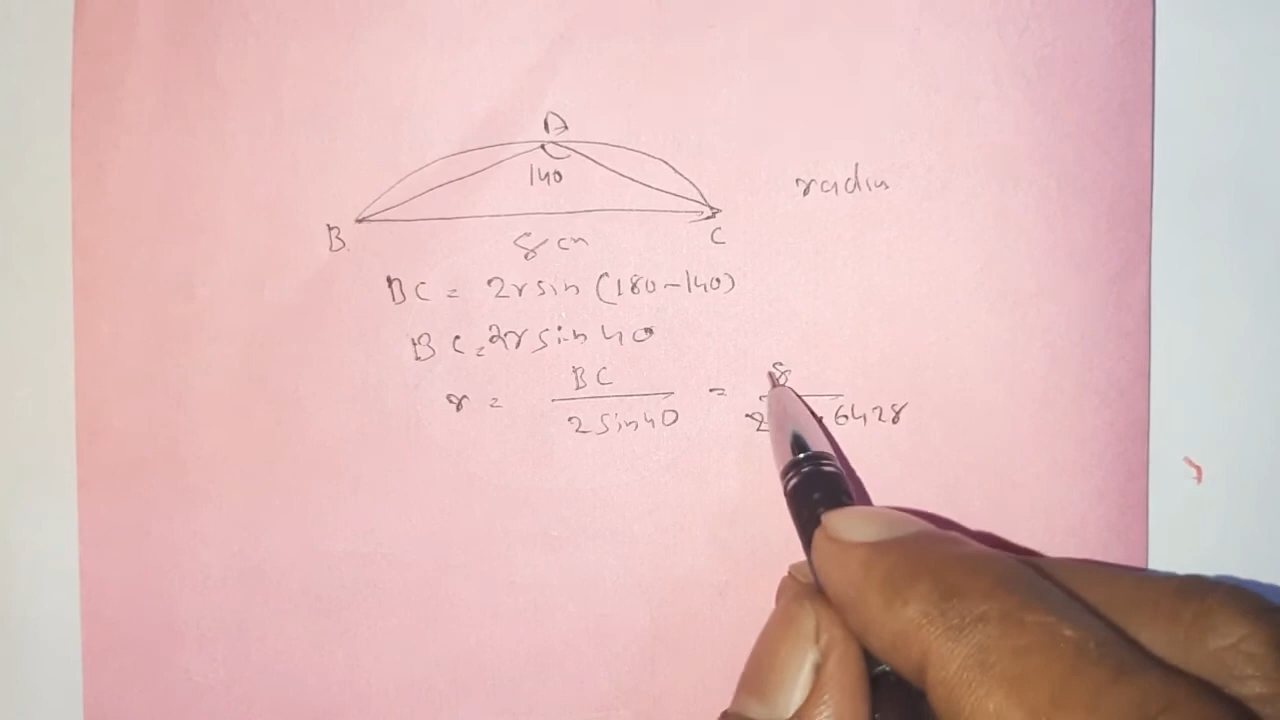 A
140
radius
B
8 cm
C
BC = 2r sin (180-140)
BC = 2r sin 40
r = BC / 2 sin 40 = 8 / 2 .6428